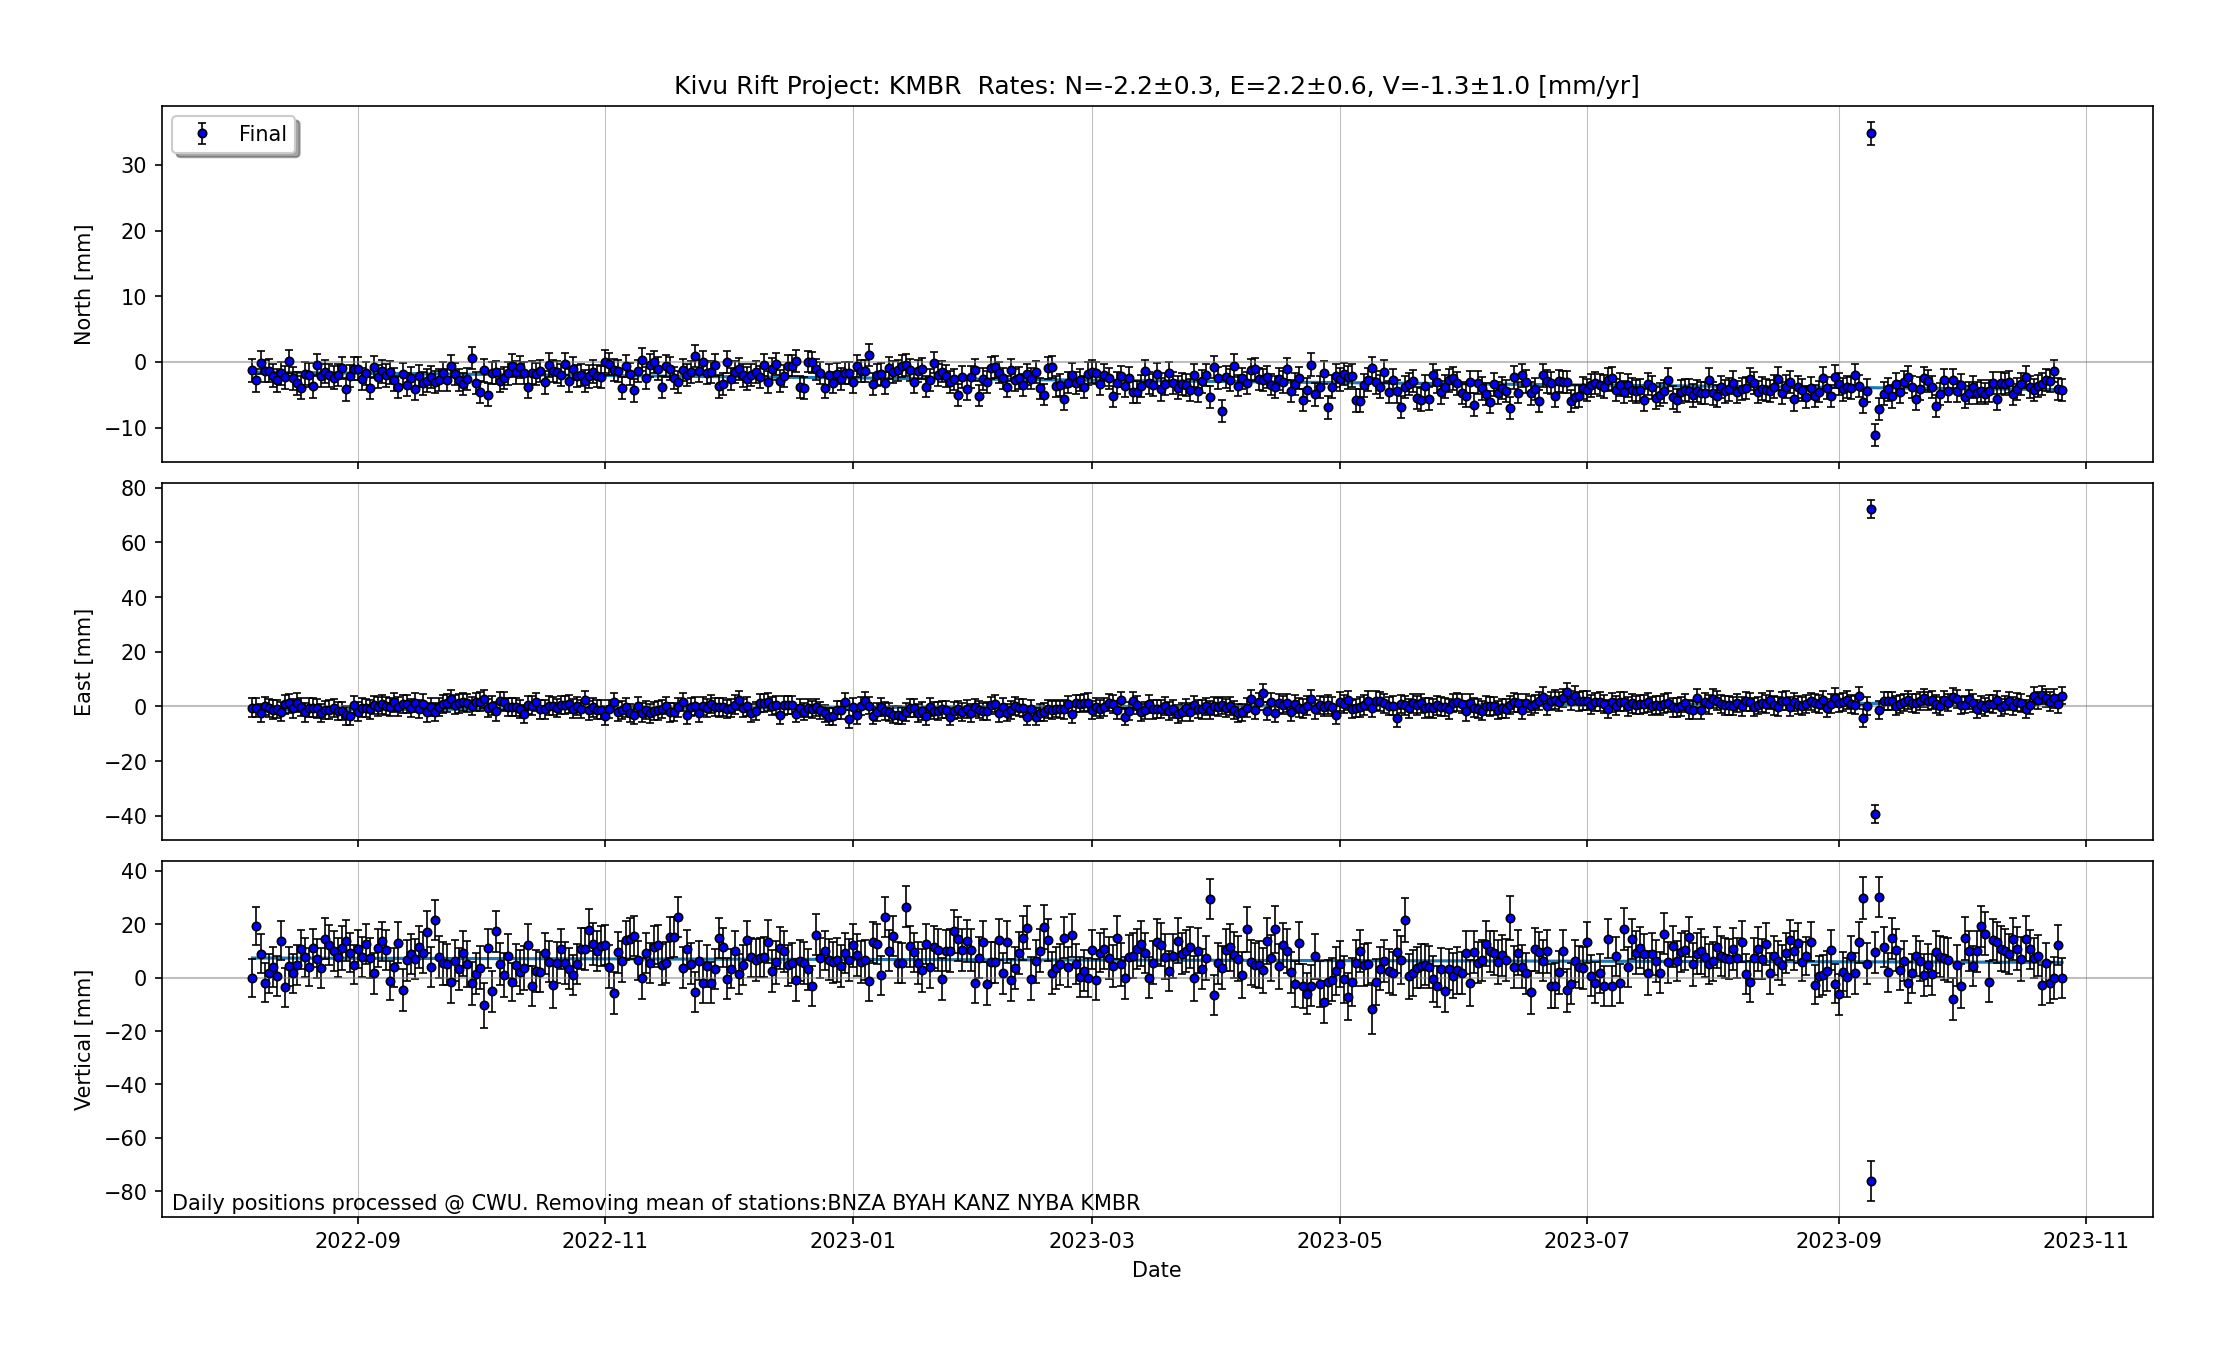 Kivu Rift Project: KMBR  Rates: N=-2.2±0.3, E=2.2±0.6, V=-1.3±1.0 [mm/yr]
Final
30
20
10
0
−10
North [mm]
80
60
40
20
0
−20
−40
East [mm]
40
20
0
−20
−40
−60
−80
Vertical [mm]
Daily positions processed @ CWU. Removing mean of stations:BNZA BYAH KANZ NYBA KMBR
2022-09 2022-11 2023-01 2023-03 2023-05 2023-07 2023-09 2023-11
Date